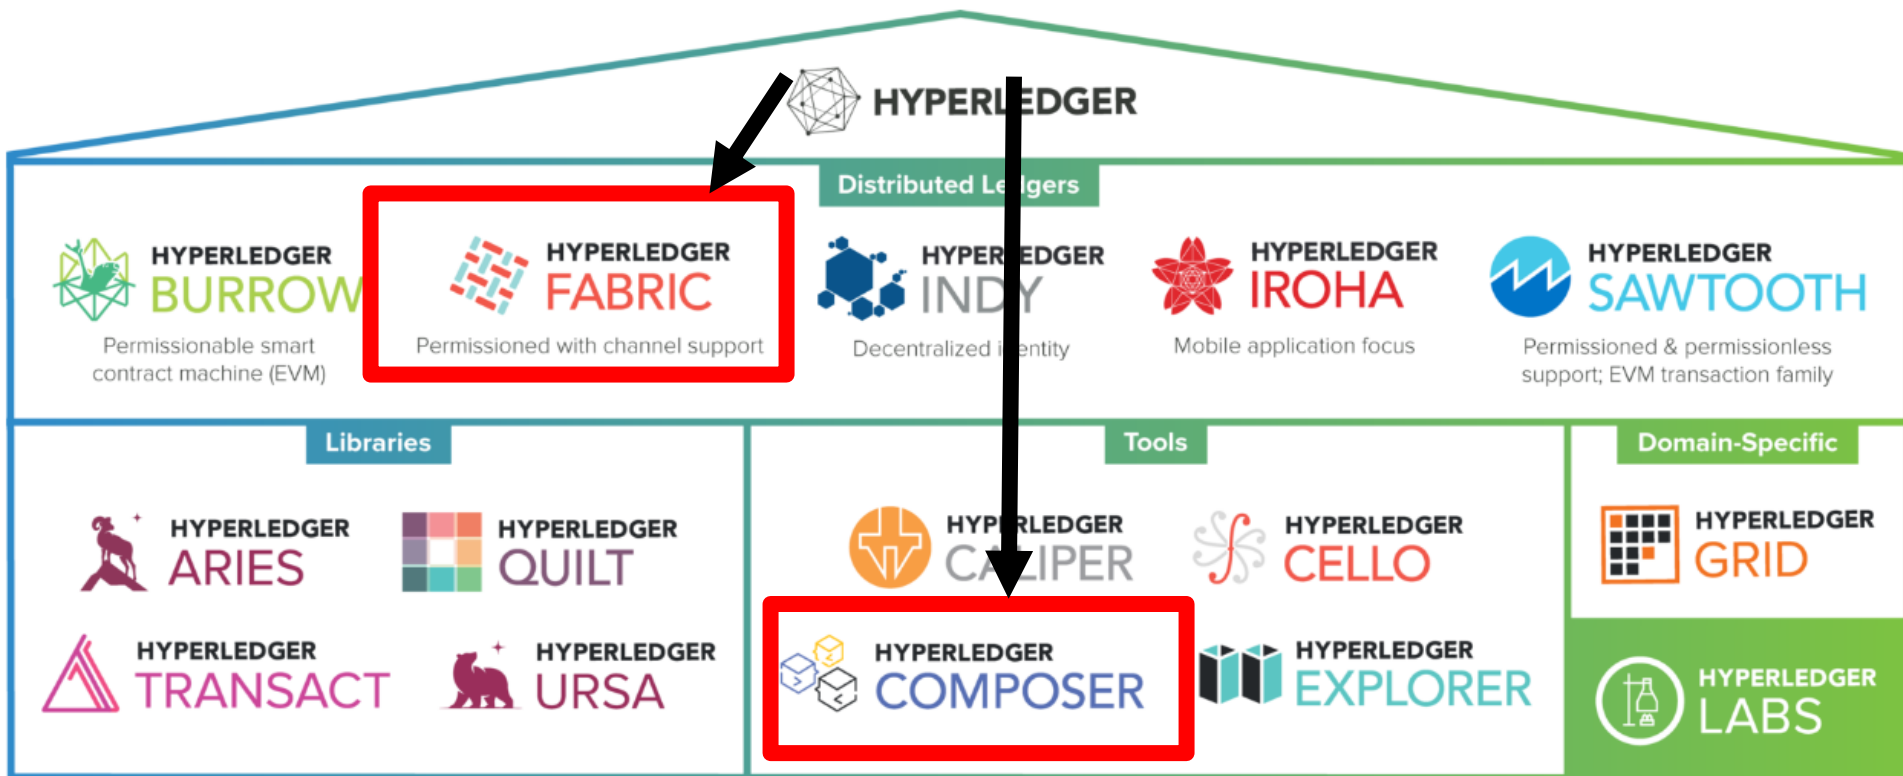 HYPERLEDGER
Distributed Ledgers
HYPERLEDGER
BURROW
Permissionable smart
contract machine (EVM)
HYPERLEDGER
FABRIC
Permissioned with channel support
HYPERLEDGER
INDY
Decentralized identity
HYPERLEDGER
IROHA
Mobile application focus
HYPERLEDGER
SAWTOOTH
Permissioned & permissionless
support; EVM transaction family
Libraries
HYPERLEDGER
ARIES
HYPERLEDGER
QUILT
HYPERLEDGER
TRANSACT
HYPERLEDGER
URSA
Tools
HYPERLEDGER
CALIPER
HYPERLEDGER
CELLO
HYPERLEDGER
COMPOSER
HYPERLEDGER
EXPLORER
Domain-Specific
HYPERLEDGER
GRID
HYPERLEDGER
LABS